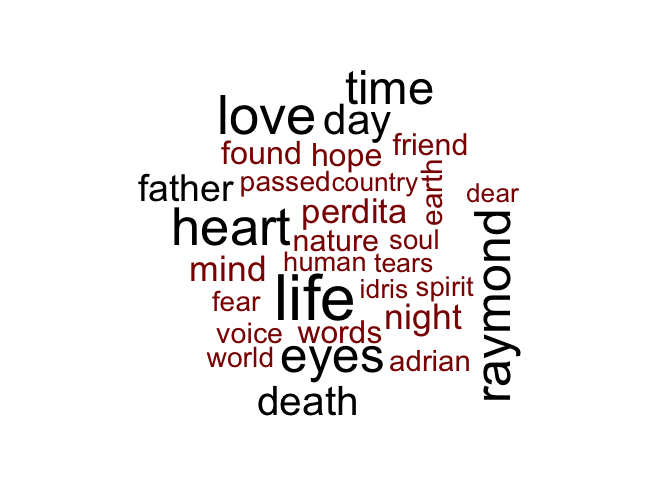 time
love day
found hope friend
father passed country earth dear
heart perdita
nature soul
mind human tears
life idris spirit raymond
fear night
voice words
world eyes adrian
death